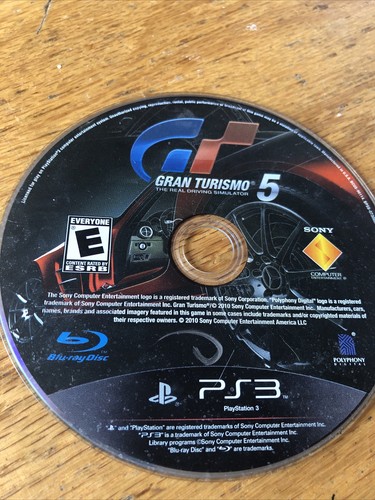 GRAN TURISMO 5
THE REAL DRIVING SIMULATOR
EVERYONE
E
CONTENT RATED BY
ESRB
SONY
COMPUTER
ENTERTAINMENT
The Sony Computer Entertainment logo is a registered trademark of Sony Corporation. "Polyphony Digital" logo is a registered
trademark of Sony Computer Entertainment Inc. Gran Turismo/© 2010 Sony Computer Entertainment Inc. Manufacturers, cars,
names, brands and associated imagery featured in this game in some cases include trademarks and/or copyrighted materials of
their respective owners. © 2010 Sony Computer Entertainment America LLC
Blu-ray Disc
POLYPHONY
DIGITAL
PS3
PlayStation 3
and "PlayStation" are registered trademarks of Sony Computer Entertainment Inc.
"PS3" is a trademark of Sony Computer Entertainment Inc.
Library programs ©Sony Computer Entertainment Inc.
"Blu-ray Disc" and are trademarks.